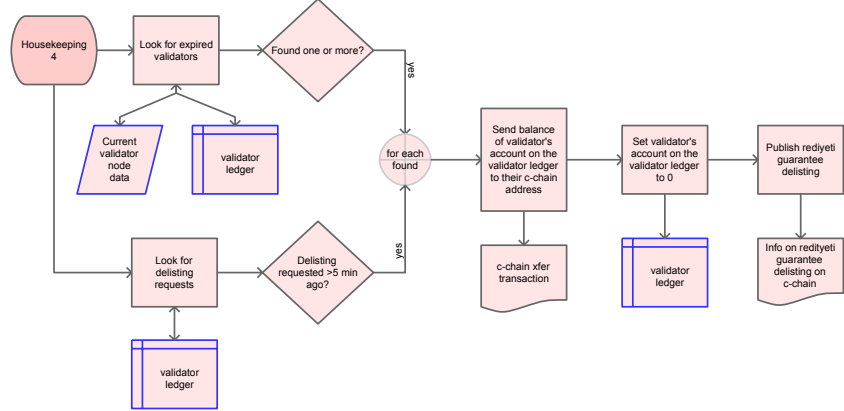 Housekeeping
4
Look for expired
validators
Found one or more?
yes
Current
validator
node
data
validator
ledger
for each
found
Send balance
of validator's
account on the
validator ledger
to their c-chain
address
Set validator's
account on the
validator ledger
to 0
Publish rediyeti
guarantee
delisting
yes
Look for
delisting
requests
Delisting
requested >5 min
ago?
c-chain xfer
transaction
validator
ledger
Info on redityeti
guarantee
delisting on
c-chain
validator
ledger